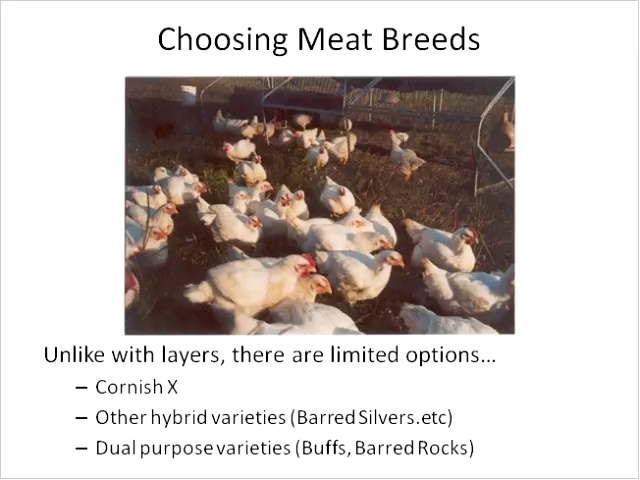 Choosing Meat Breeds
Unlike with layers, there are limited options...
– Cornish X
– Other hybrid varieties (Barred Silvers.etc)
– Dual purpose varieties (Buffs, Barred Rocks)